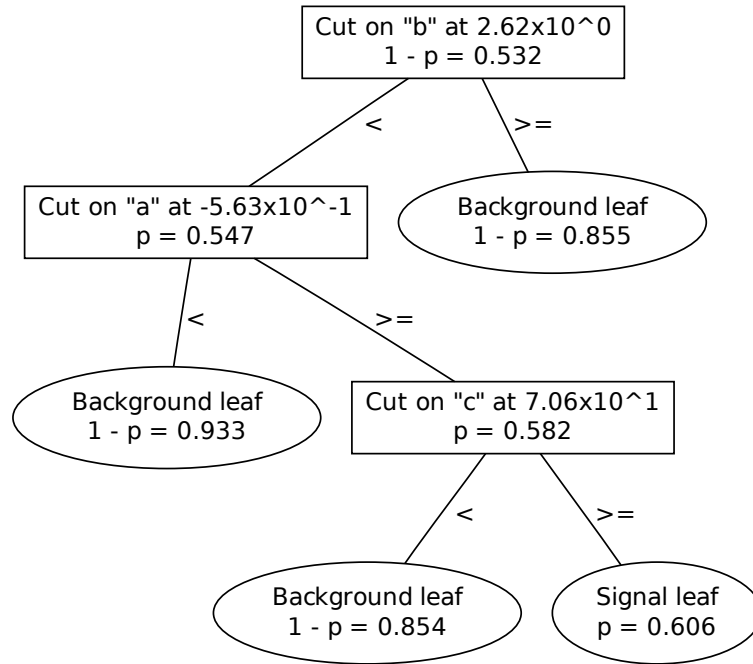 Cut on "b" at 2.62x10^0
1 - p = 0.532
<
>=
Cut on "a" at -5.63x10^-1
p = 0.547
Background leaf
1 - p = 0.855
<
>=
Background leaf
1 - p = 0.933
Cut on "c" at 7.06x10^1
p = 0.582
<
>=
Background leaf
1 - p = 0.854
Signal leaf
p = 0.606